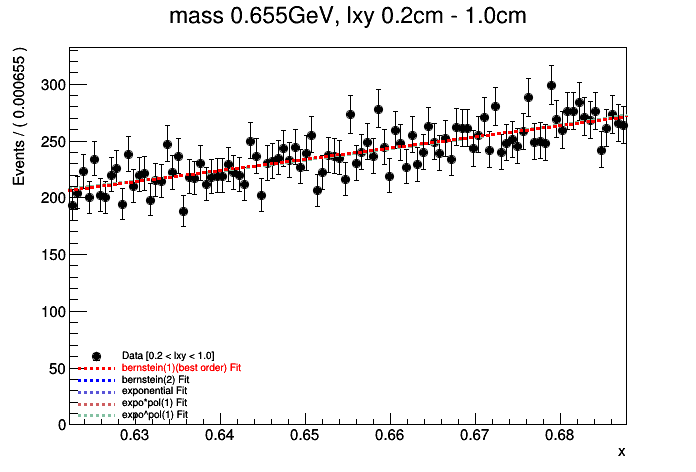 mass 0.655GeV, lxy 0.2cm - 1.0cm
Events / ( 0.000655 )
300
250
200
150
100
50
0
Data [0.2 < lxy < 1.0]
bernstein(1)(best order) Fit
bernstein(2) Fit
exponential Fit
expo*pol(1) Fit
expo^pol(1) Fit
0.63 0.64 0.65 0.66 0.67 0.68
x